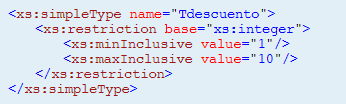 <xs:simpleType name="Tdescuento">
<xs:restriction base="xs:integer">
<xs:minInclusive value="1"/>
<xs:maxInclusive value="10"/>
</xs:restriction>
</xs:simpleType>